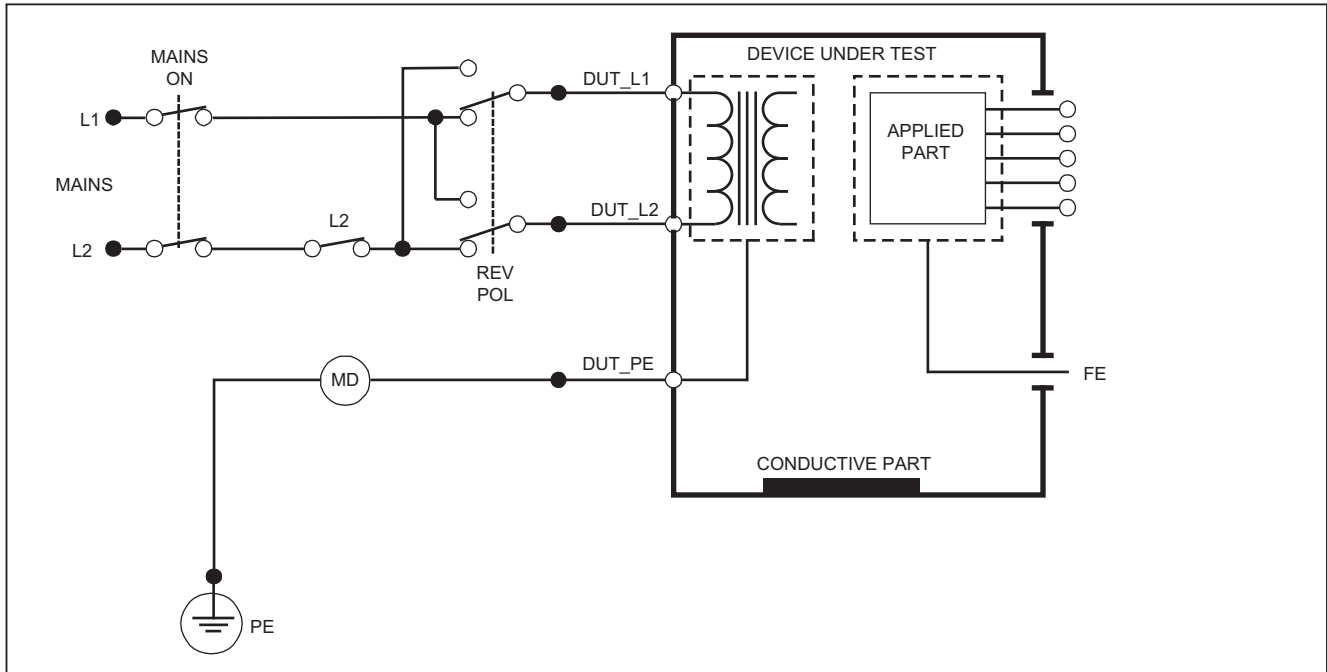 MAINS
ON
DEVICE UNDER TEST
DUT_L1
L1
APPLIED
PART
MAINS
L2
DUT_L2
L2
REV
POL
DUT_PE
MD
FE
CONDUCTIVE PART
PE